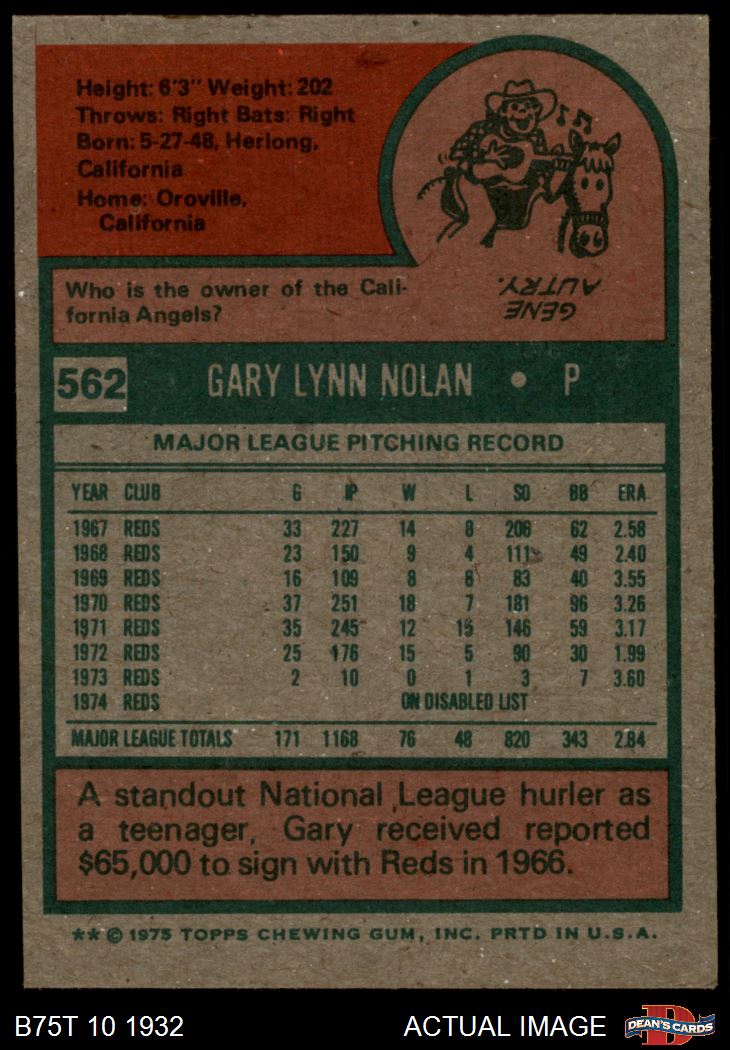 Height: 6'3" Weight: 202
Throws: Right Bats: Right
Born: 5-27-48, Herlong,
California
Home: Oroville,
California
Who is the owner of the Cali-
fornia Angels?
GENE
AUTRY.
562 GARY LYNN NOLAN • P
MAJOR LEAGUE PITCHING RECORD
YEAR CLUB G IP W L SO BB ERA
1967 REDS 33 227 14 8 206 62 2.58
1968 REDS 23 150 9 4 111 49 2.40
1969 REDS 16 109 8 8 83 40 3.55
1970 REDS 37 251 18 7 181 96 3.26
1971 REDS 35 245 12 15 146 59 3.17
1972 REDS 25 176 15 5 90 30 1.99
1973 REDS 2 10 0 1 3 7 3.60
1974 REDS ON DISABLED LIST
MAJOR LEAGUE TOTALS 171 1168 76 48 820 343 2.84
A standout National League hurler as
a teenager, Gary received reported
$65,000 to sign with Reds in 1966.
** © 1975 TOPPS CHEWING GUM, INC. PRTD IN U.S.A.
B75T 10 1932 ACTUAL IMAGE
D
DEAN'S CARDS